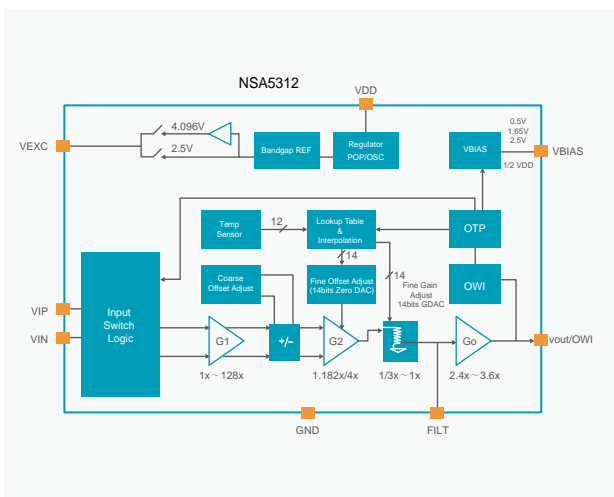 NSA5312
VDD
VEXC
4.096V
2.5V
Bandgap REF
Regulator
POP/OSC
VBIAS
0.5V
1.65V
2.5V
1/2 VDD
VBIAS
Temp
Sensor
12
Lookup Table
&
Interpolation
OTP
14
14
Coarse
Offset Adjust
Fine Offset Adjust
(14bits Zero DAC)
Fine Gain
Adjust
14bits GDAC
OWI
VIP
VIN
Input
Switch
Logic
G1
+/−
G2
Go
vout/OWI
1x～128x
1.182x/4x
1/3x～1x
2.4x～3.6x
GND
FILT